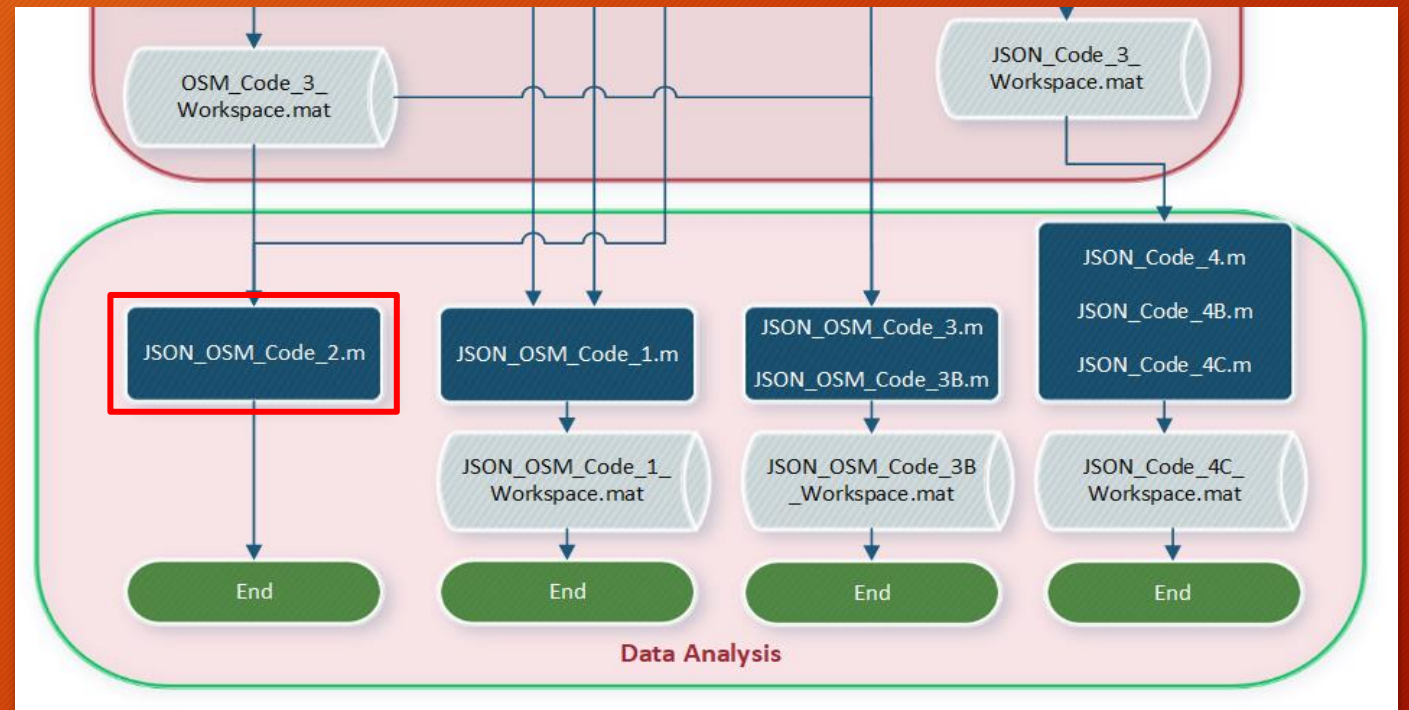 OSM_Code_3_
Workspace.mat
JSON_Code_3_
Workspace.mat
JSON_OSM_Code_2.m
JSON_OSM_Code_1.m
JSON_OSM_Code_3.m
JSON_OSM_Code_3B.m
JSON_Code_4.m
JSON_Code_4B.m
JSON_Code_4C.m
JSON_OSM_Code_1_
Workspace.mat
JSON_OSM_Code_3B
_Workspace.mat
JSON_Code_4C_
Workspace.mat
End
End
End
End
Data Analysis